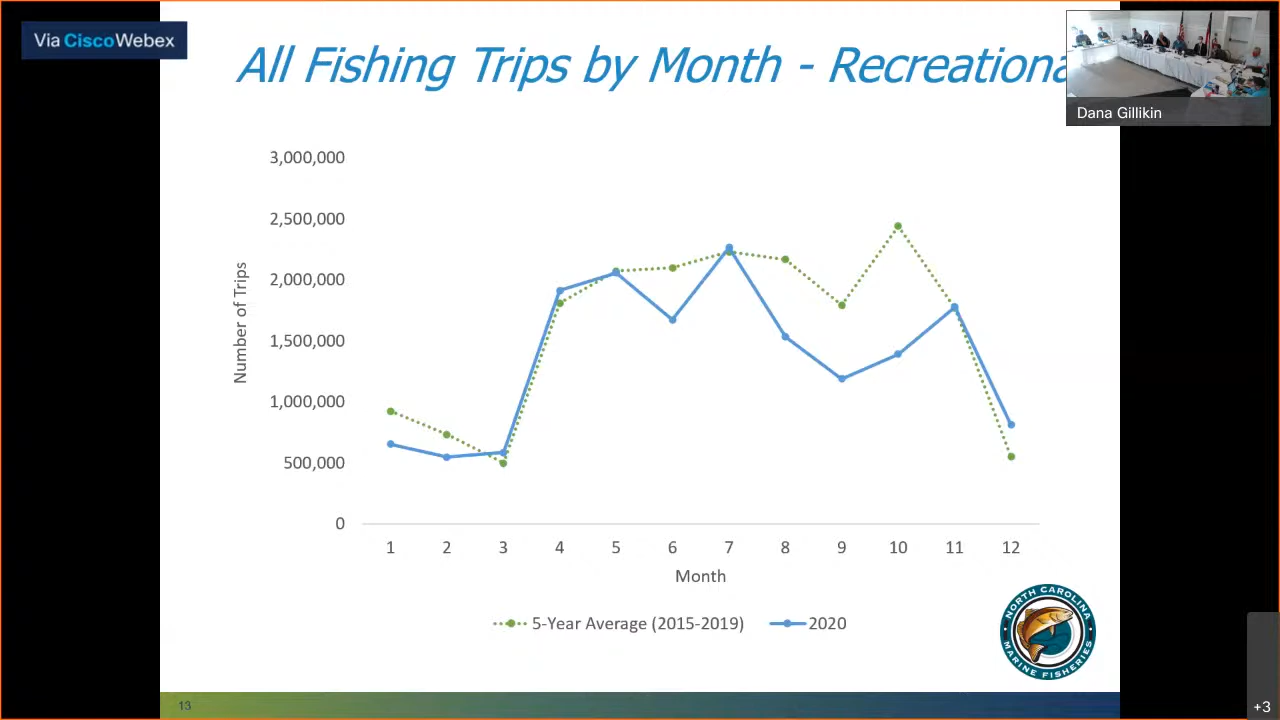 Via Cisco Webex
All Fishing Trips by Month - Recreationa
Dana Gillikin
3,000,000
2,500,000
2,000,000
1,500,000
1,000,000
500,000
0
Number of Trips
1 2 3 4 5 6 7 8 9 10 11 12
Month
5-Year Average (2015-2019) 2020
NORTH CAROLINA
MARINE FISHERIES
13
+3